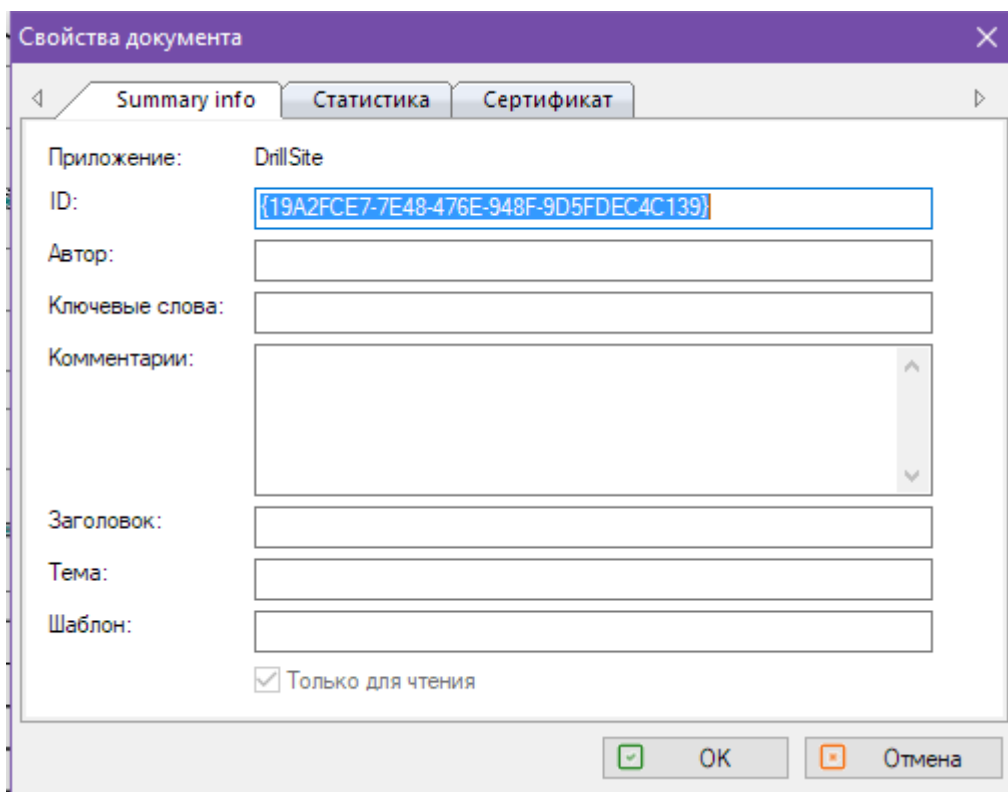 Свойства документа
Summary info
Статистика
Сертификат
Приложение: DrillSite
ID: {19A2FCE7-7E48-476E-948F-9D5FDEC4C139}
Автор:
Ключевые слова:
Комментарии:
Заголовок:
Тема:
Шаблон:
Только для чтения
OK
Отмена